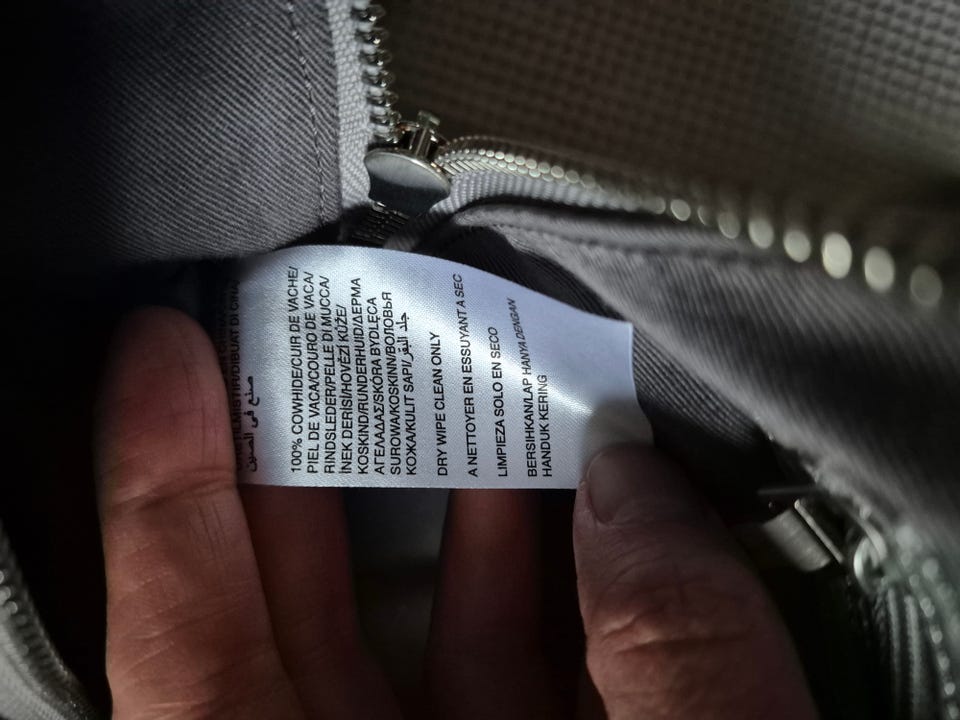 صنع في الصين
100% COWHIDE/CUIR DE VACHE/
PIEL DE VACA/COURO DE VACA/
RINDSLEDER/PELLE DI MUCCA/
İNEK DERİSİ/HOVĚZÍ KŮŽE/
KOSKIND/RUNDERHUID/ΔΕΡΜΑ
ΑΓΕΛΑΔΑΣ/SKÓRA BYDLĘCA
SUROWA/KOSKINN/ВОЛОВЬЯ
КОЖА/KULIT SAPI/جلد البقر
DRY WIPE CLEAN ONLY
A NETTOYER EN ESSUYANT A SEC
LIMPIEZA SOLO EN SECO
BERSIHKAN/LAP HANYA DENGAN
HANDUK KERING